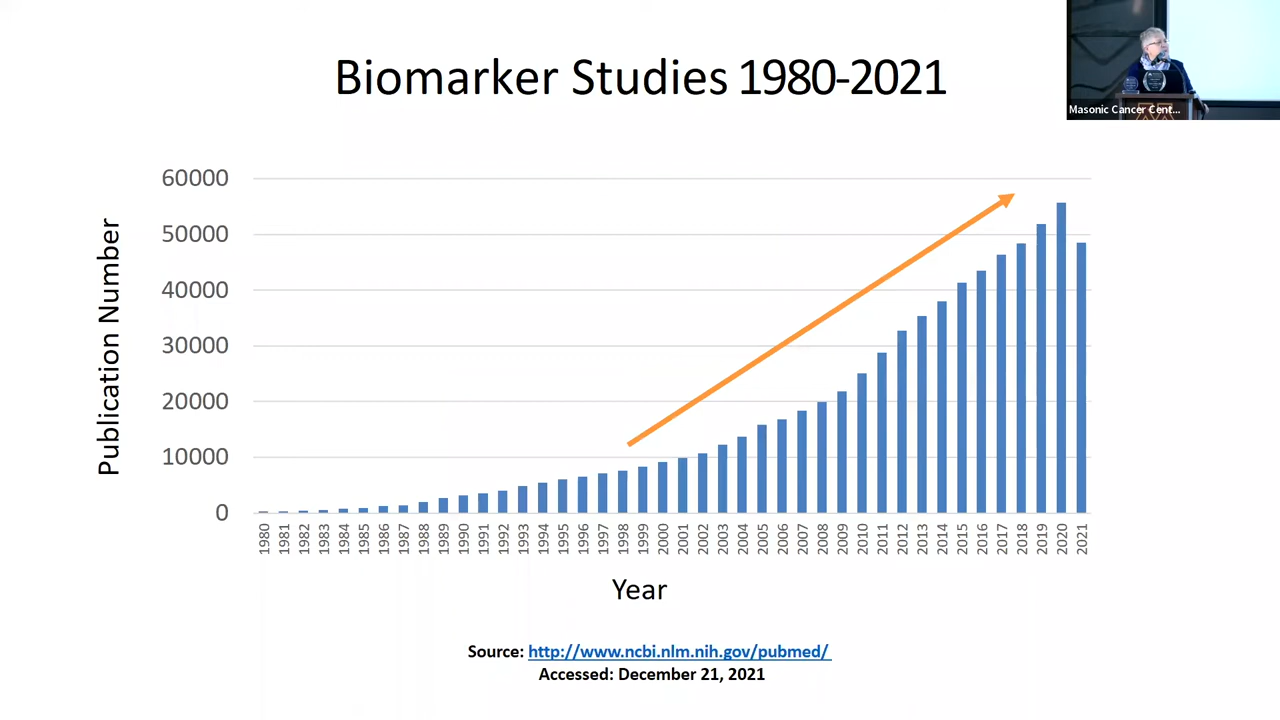 Biomarker Studies 1980-2021
Masonic Cancer Cent...
60000
50000
40000
30000
20000
10000
0
Publication Number
1980 1981 1982 1983 1984 1985 1986 1987 1988 1989 1990 1991 1992 1993 1994 1995 1996 1997 1998 1999 2000 2001 2002 2003 2004 2005 2006 2007 2008 2009 2010 2011 2012 2013 2014 2015 2016 2017 2018 2019 2020 2021
Year
Source: http://www.ncbi.nlm.nih.gov/pubmed/
Accessed: December 21, 2021